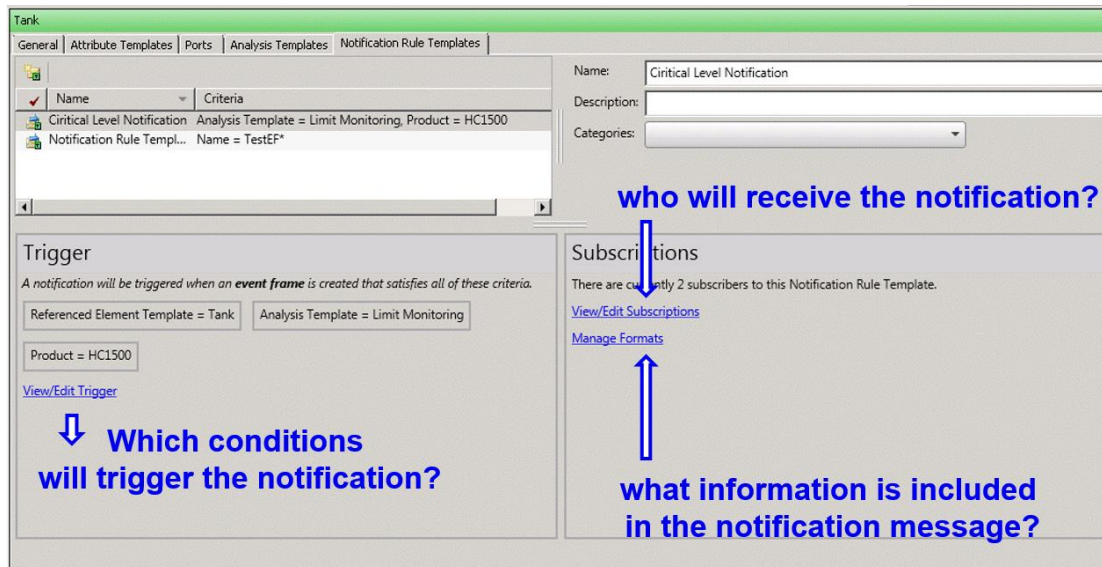 Tank
General Attribute Templates Ports Analysis Templates Notification Rule Templates
Name Criteria
Ciritical Level Notification Analysis Template = Limit Monitoring, Product = HC1500
Notification Rule Templ... Name = TestEF*
Name: Ciritical Level Notification
Description:
Categories:
who will receive the notification?
Trigger
A notification will be triggered when an event frame is created that satisfies all of these criteria.
Referenced Element Template = Tank Analysis Template = Limit Monitoring
Product = HC1500
View/Edit Trigger
Which conditions
will trigger the notification?
Subscriptions
There are currently 2 subscribers to this Notification Rule Template.
View/Edit Subscriptions
Manage Formats
what information is included
in the notification message?